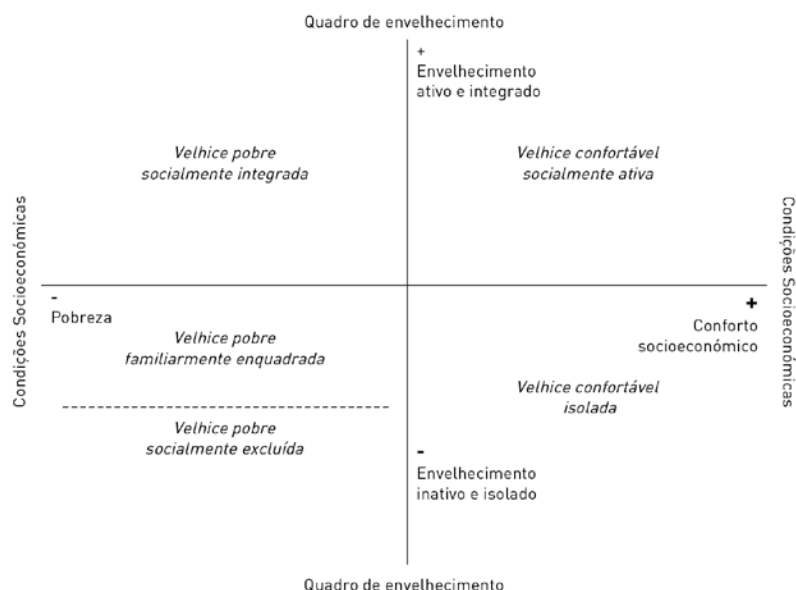 Quadro de envelhecimento
+
Envelhecimento
ativo e integrado
Velhice pobre
socialmente integrada
Velhice confortável
socialmente ativa
Condições Socioeconómicas
Condições Socioeconómicas
-
Pobreza
+
Conforto
socioeconómico
Velhice pobre
familiarmente enquadrada
Velhice confortável
isolada
Velhice pobre
socialmente excluída
-
Envelhecimento
inativo e isolado
Quadro de envelhecimento